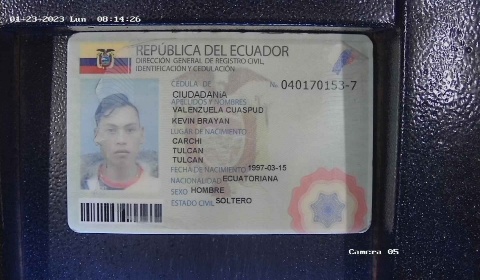 01-23-2023 Lun 08:14:26
REPÚBLICA DEL ECUADOR
DIRECCIÓN GENERAL DE REGISTRO CIVIL,
IDENTIFICACIÓN Y CEDULACIÓN
CÉDULA DE No. 040170153-7
CIUDADANÍA
APELLIDOS Y NOMBRES
VALENZUELA CUASPUD
KEVIN BRAYAN
LUGAR DE NACIMIENTO
CARCHI
TULCAN
TULCAN
FECHA DE NACIMIENTO 1997-03-15
NACIONALIDAD ECUATORIANA
SEXO HOMBRE
ESTADO CIVIL SOLTERO
Camera 05